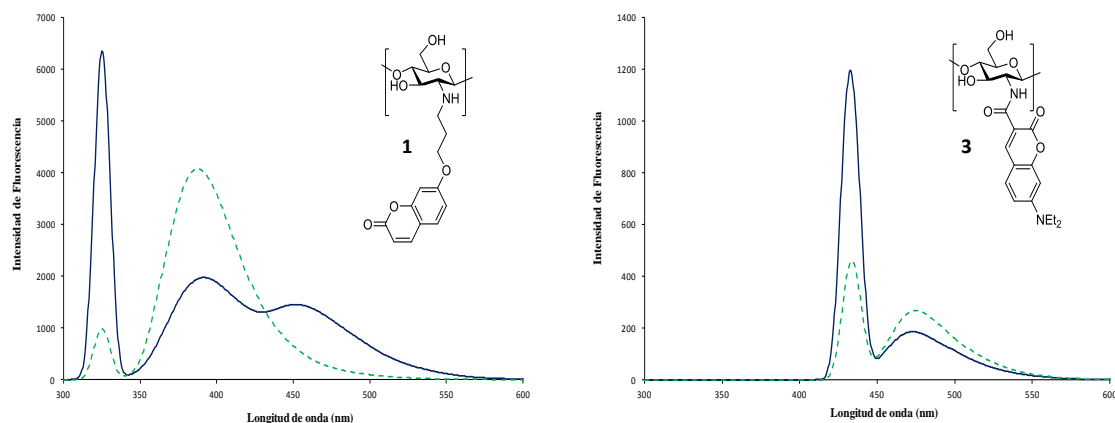 7000
6000
5000
4000
3000
2000
1000
0
300
350
400
450
500
550
600
Intensidad de Fluorescencia
Longitud de onda (nm)
OH
O
O
HO
NH
1
O
O
O
1400
1200
1000
800
600
400
200
0
300
350
400
450
500
550
600
Intensidad de Fluorescencia
Longitud de onda (nm)
OH
O
O
HO
NH
O
O
O
3
NEt2